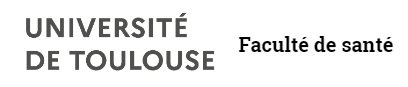 UNIVERSITÉ
DE TOULOUSE
Faculté de santé